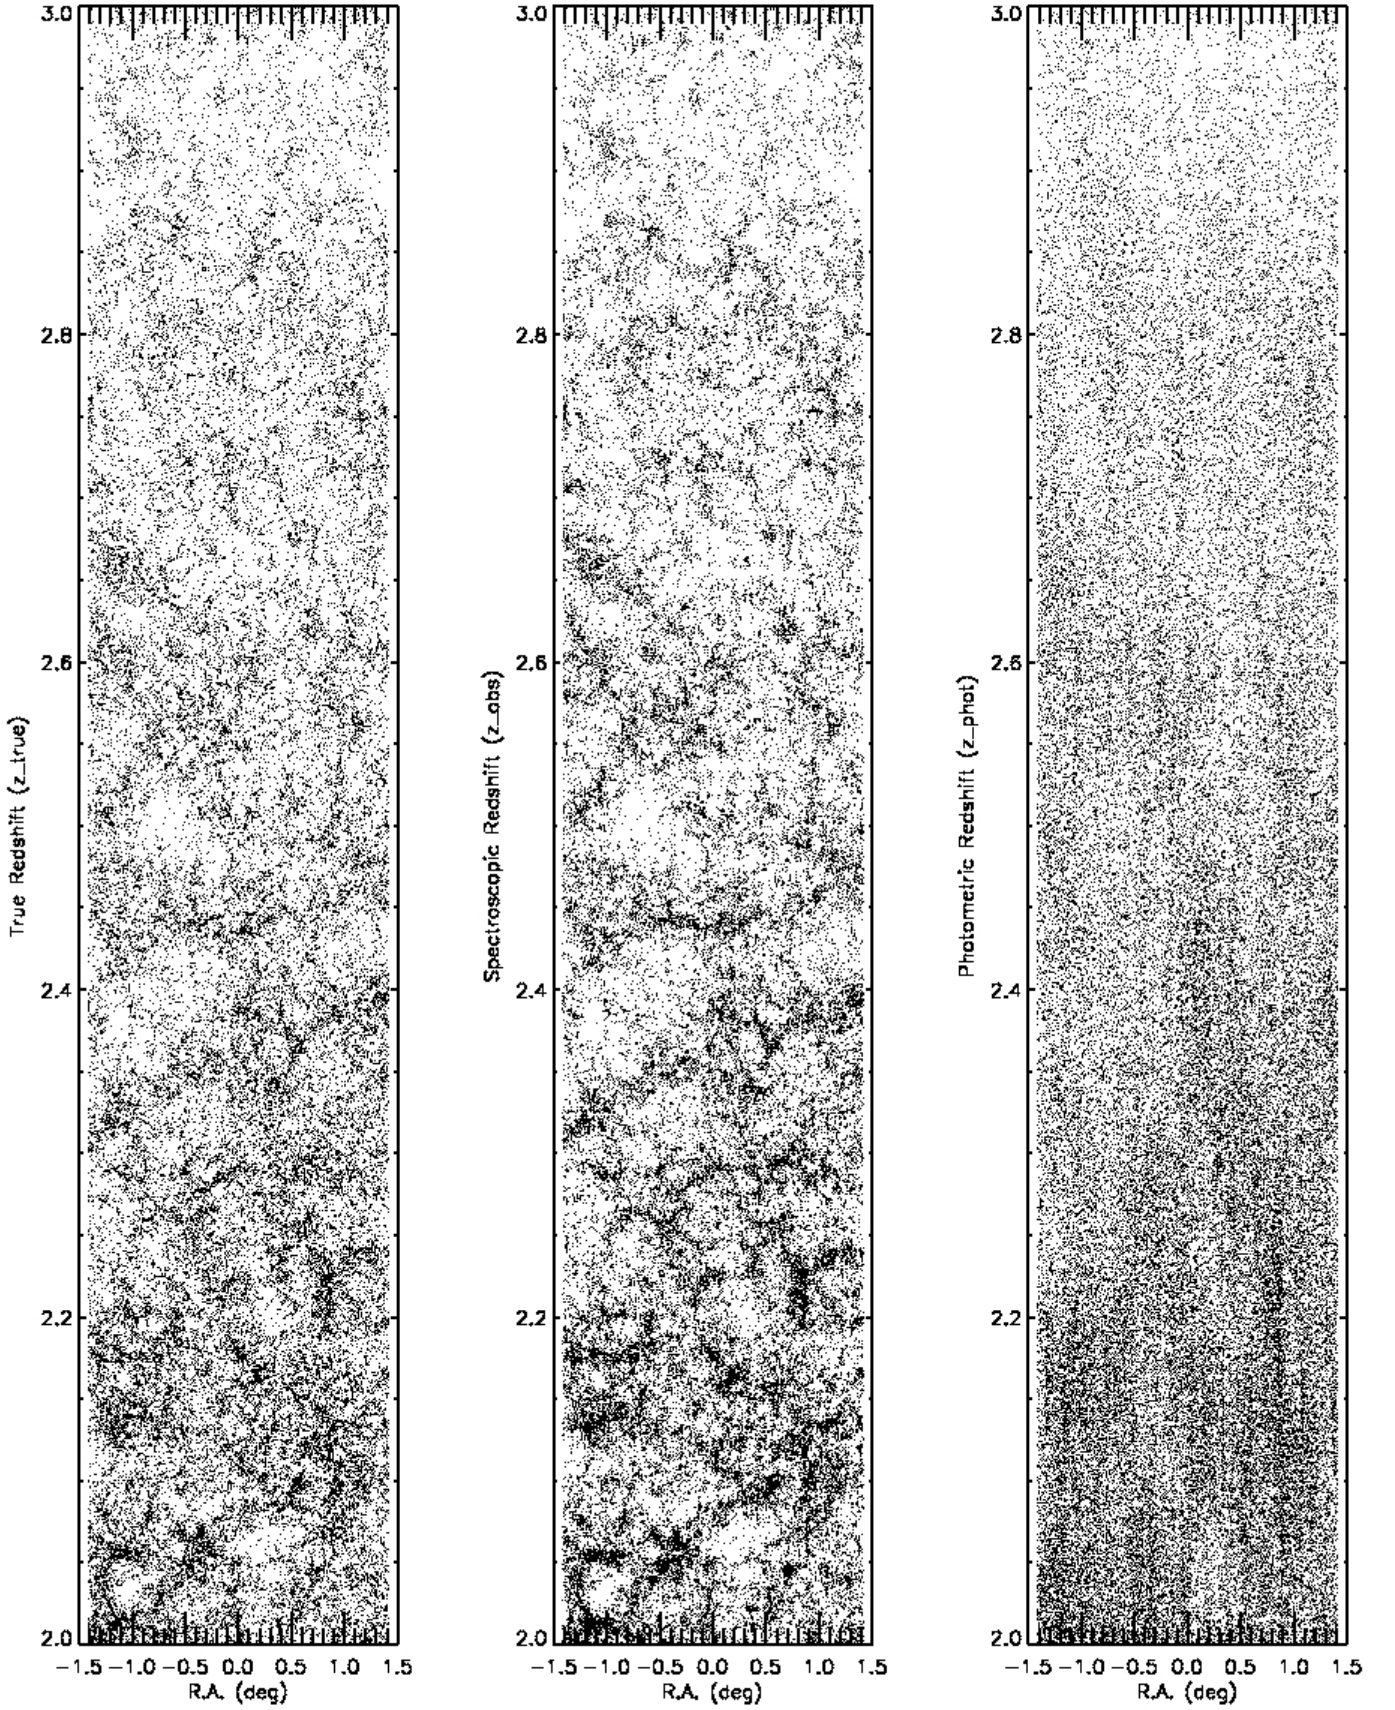 True Redshift (z_true)
3.0
2.8
2.6
2.4
2.2
2.0
−1.5 −1.0 −0.5 0.0 0.5 1.0 1.5
R.A. (deg)
Spectroscopic Redshift (z_obs)
3.0
2.8
2.6
2.4
2.2
2.0
−1.5 −1.0 −0.5 0.0 0.5 1.0 1.5
R.A. (deg)
Photometric Redshift (z_phot)
3.0
2.8
2.6
2.4
2.2
2.0
−1.5 −1.0 −0.5 0.0 0.5 1.0 1.5
R.A. (deg)